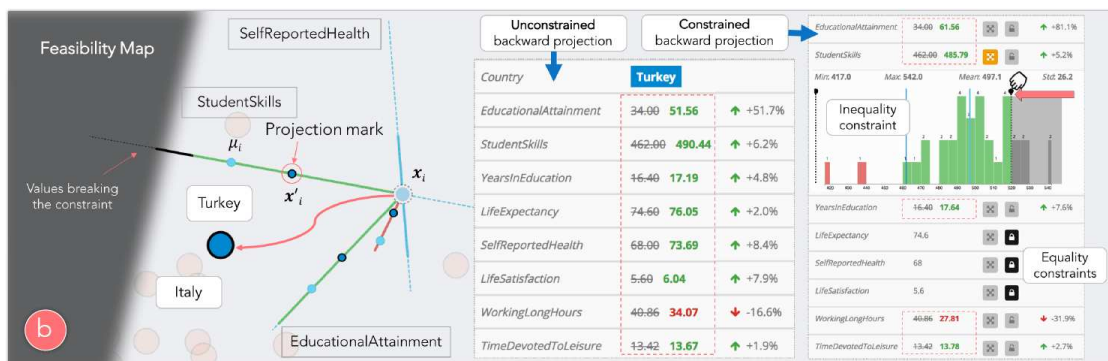 Feasibility Map
SelfReportedHealth
StudentSkills
Projection mark
μi
xi
x′i
Values breaking
the constraint
Turkey
Italy
EducationalAttainment
b
Unconstrained
backward projection
Constrained
backward projection
Country Turkey
EducationalAttainment 34.00 51.56 +51.7%
StudentSkills 462.00 490.44 +6.2%
YearsInEducation 16.40 17.19 +4.8%
LifeExpectancy 74.60 76.05 +2.0%
SelfReportedHealth 68.00 73.69 +8.4%
LifeSatisfaction 5.60 6.04 +7.9%
WorkingLongHours 40.86 34.07 -16.6%
TimeDevotedToLeisure 13.42 13.67 +1.9%
EducationalAttainment 34.00 61.56 +81.1%
StudentSkills 462.00 485.79 +5.2%
Min: 417.0 Max: 542.0 Mean: 497.1 Std: 26.2
Inequality
constraint
YearsInEducation 16.40 17.64 +7.6%
LifeExpectancy 74.6
SelfReportedHealth 68
Equality
constraints
LifeSatisfaction 5.6
WorkingLongHours 40.86 27.81 -31.9%
TimeDevotedToLeisure 13.42 13.78 +2.7%